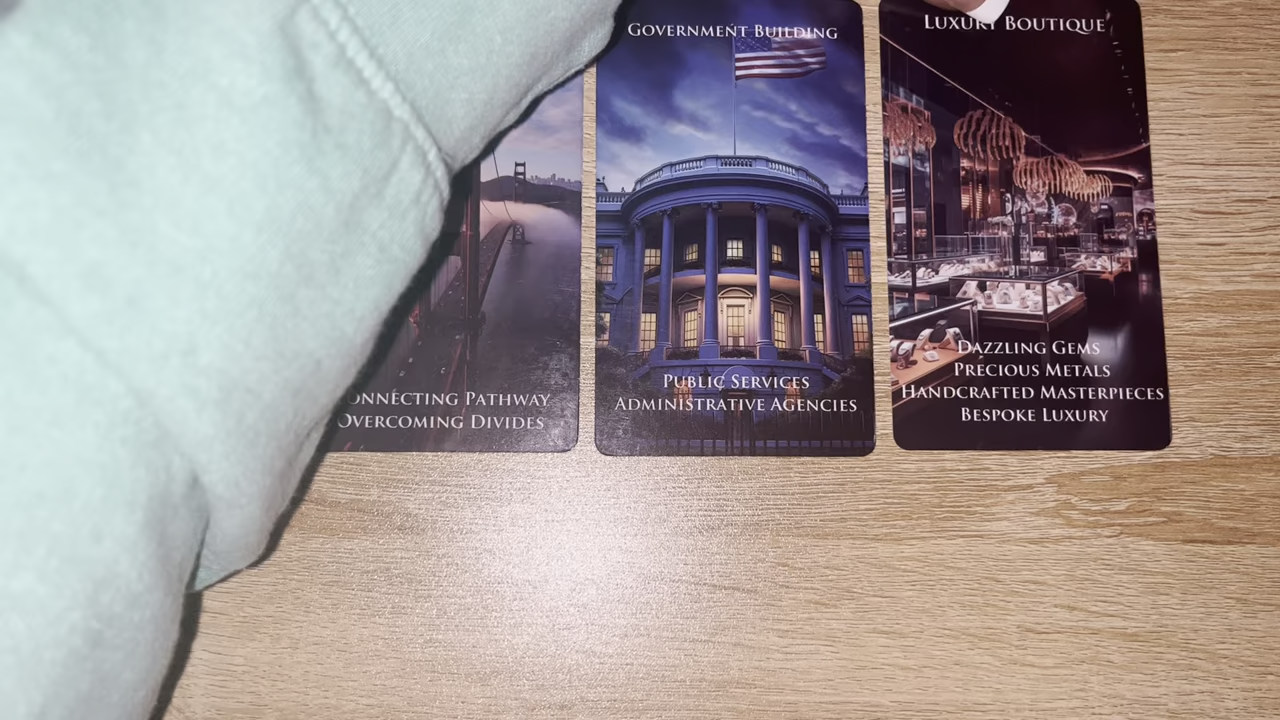 Connecting Pathway
Overcoming Divides
Government Building
Public Services
Administrative Agencies
Luxury Boutique
Dazzling Gems
Precious Metals
Handcrafted Masterpieces
Bespoke Luxury